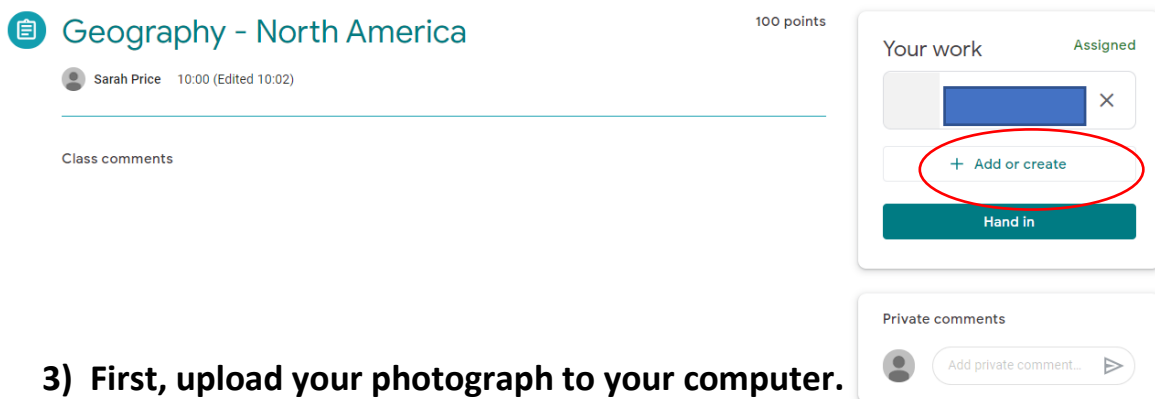 Geography - North America
100 points
Sarah Price 10:00 (Edited 10:02)
Class comments
Your work Assigned
+ Add or create
Hand in
Private comments
Add private comment...
3) First, upload your photograph to your computer.